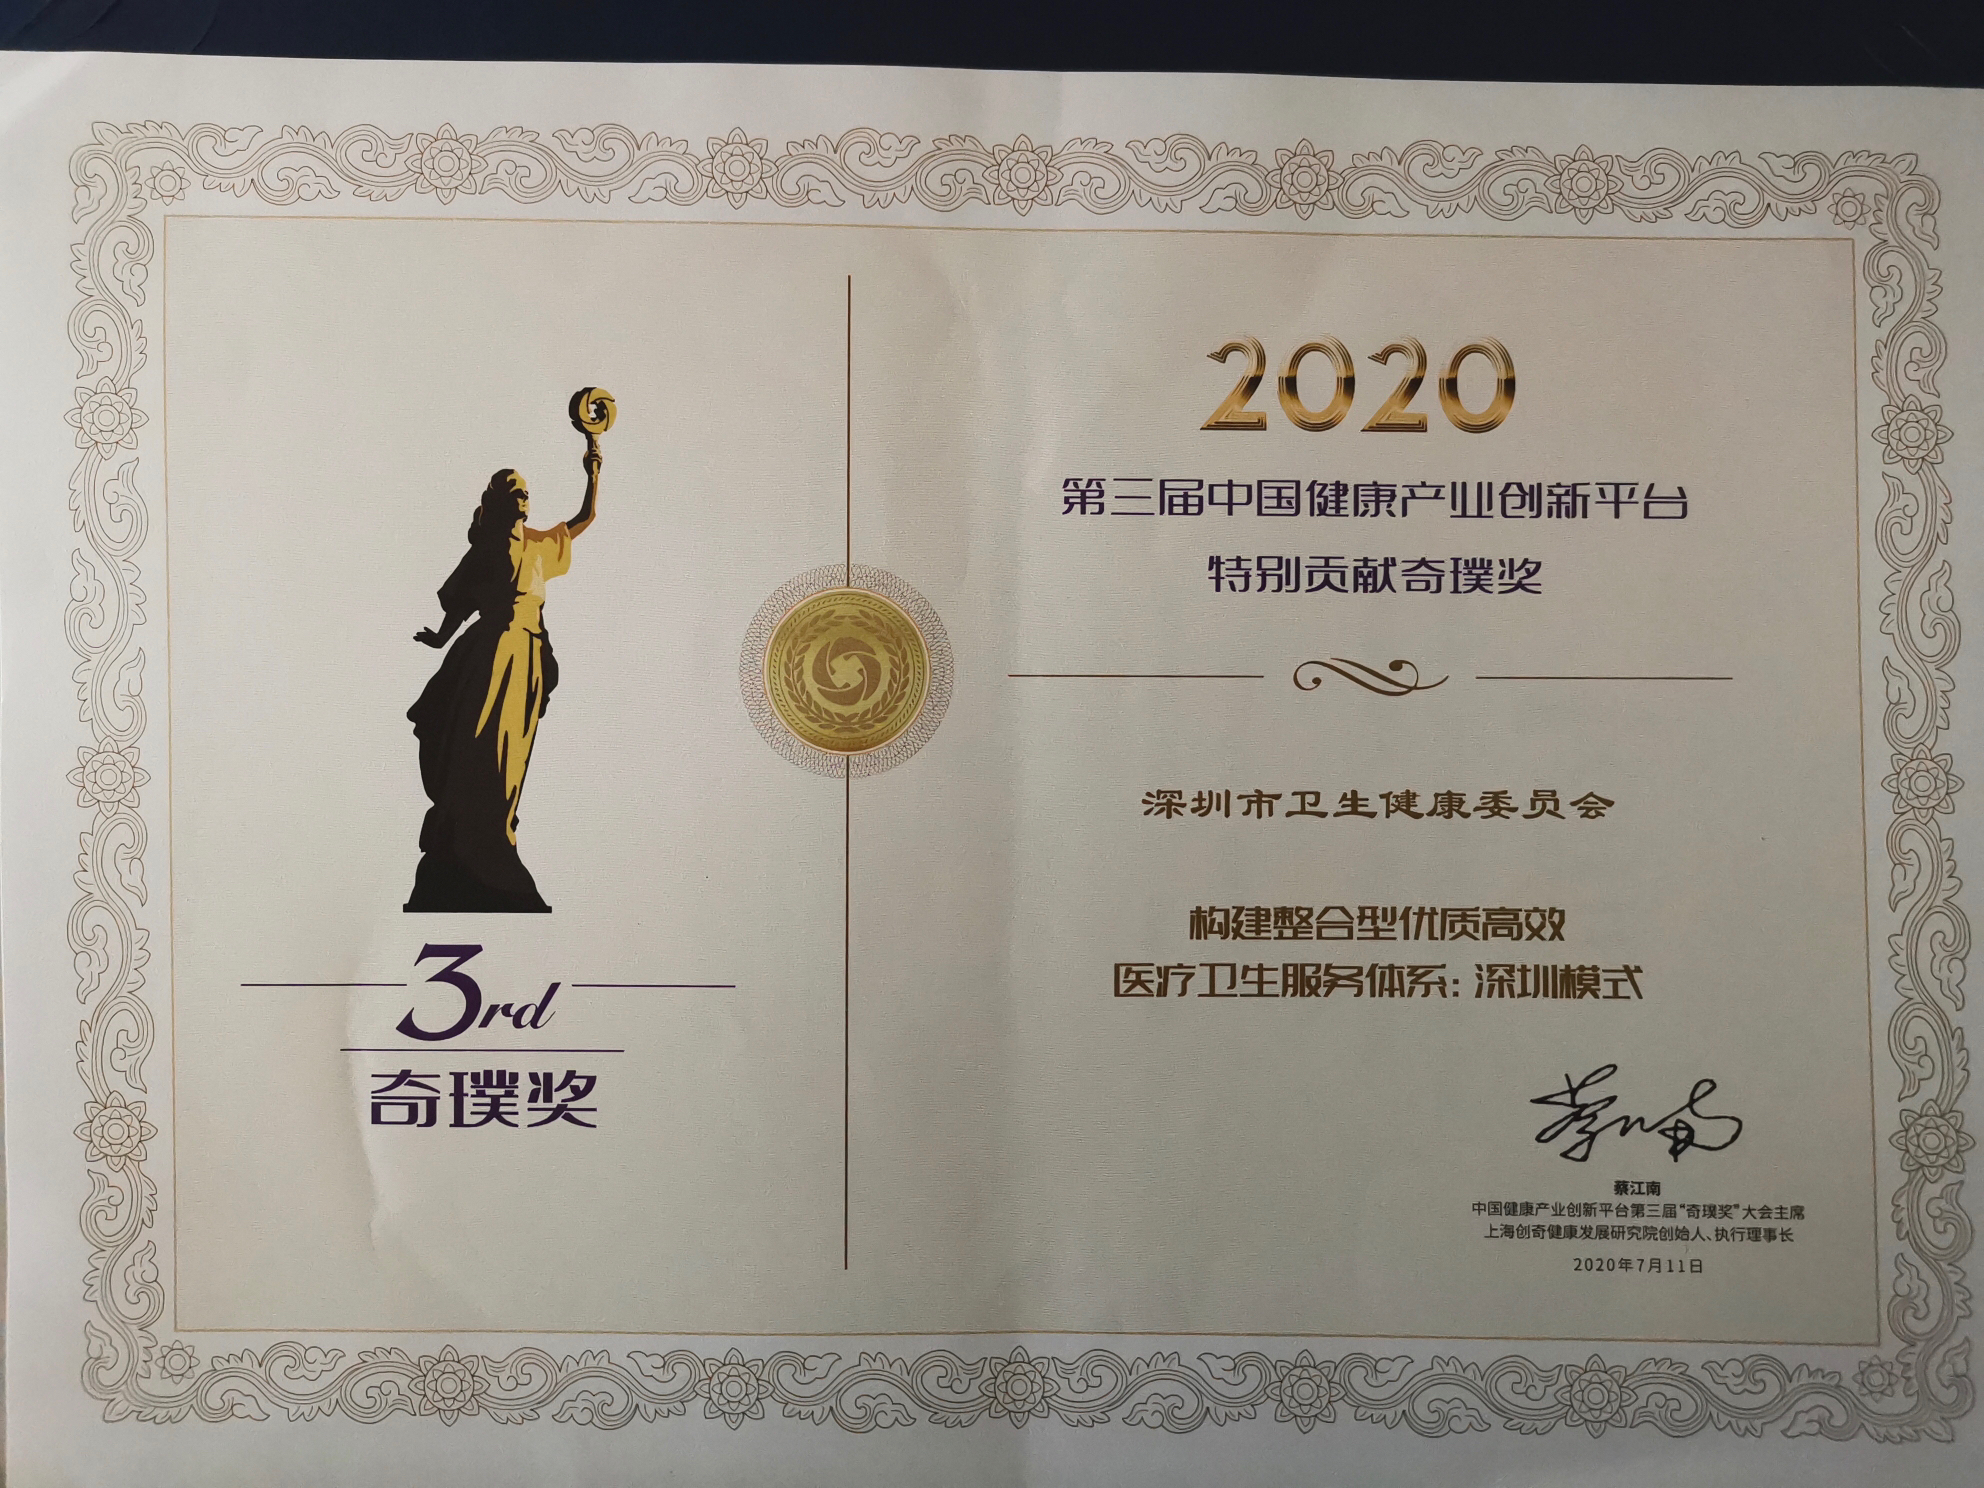 3rd
奇璞奖
2020
第三届中国健康产业创新平台
特别贡献奇璞奖
深圳市卫生健康委员会
构建整合型优质高效
医疗卫生服务体系:深圳模式
蔡江南
蔡江南
中国健康产业创新平台第三届“奇璞奖”大会主席
上海创奇健康发展研究院创始人、执行理事长
2020年7月11日